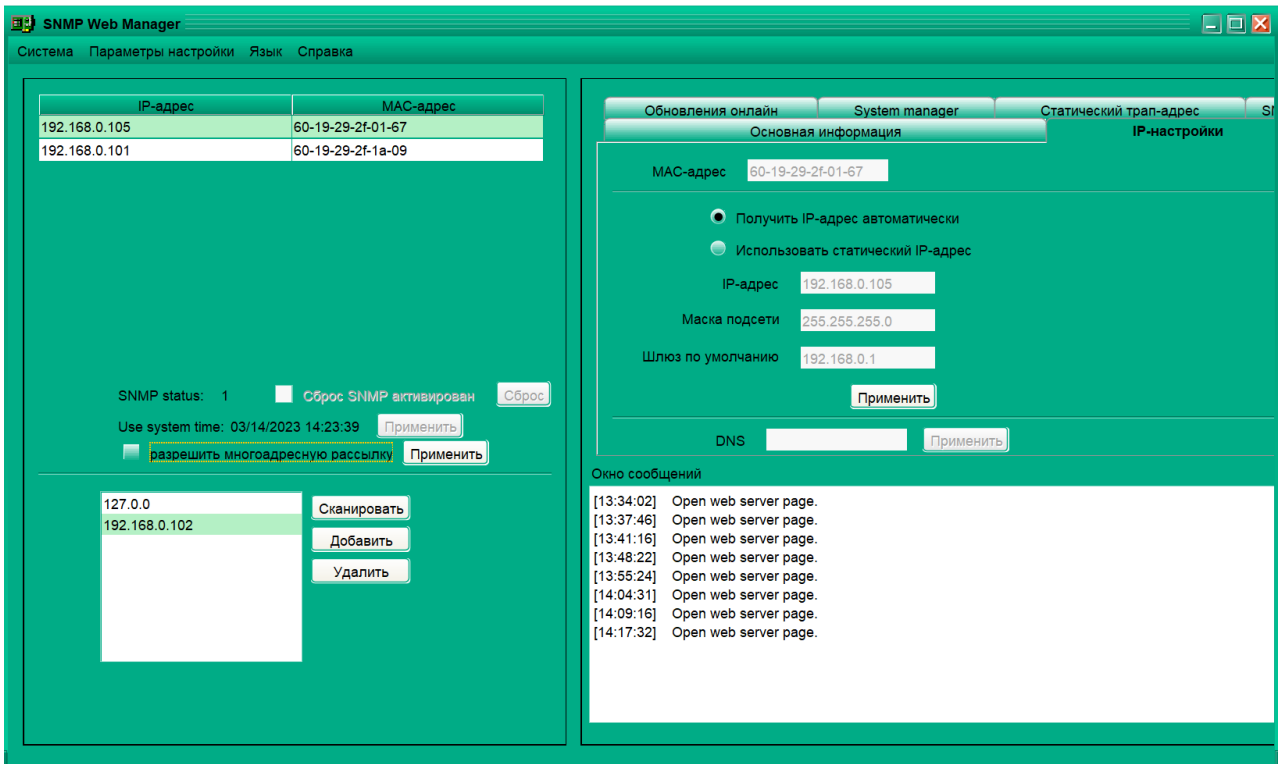 SNMP Web Manager
Система Параметры настройки Язык Справка
IP-адрес MAC-адрес
192.168.0.105 60-19-29-2f-01-67
192.168.0.101 60-19-29-2f-1a-09
SNMP status: 1 Сброс SNMP активирован Сброс
Use system time: 03/14/2023 14:23:39 Применить
разрешить многоадресную рассылку Применить
127.0.0
192.168.0.102
Сканировать
Добавить
Удалить
Обновления онлайн System manager Статический трап-адрес
Основная информация IP-настройки
MAC-адрес 60-19-29-2f-01-67
Получить IP-адрес автоматически
Использовать статический IP-адрес
IP-адрес 192.168.0.105
Маска подсети 255.255.255.0
Шлюз по умолчанию 192.168.0.1
Применить
DNS Применить
Окно сообщений
[13:34:02] Open web server page.
[13:37:46] Open web server page.
[13:41:16] Open web server page.
[13:48:22] Open web server page.
[13:55:24] Open web server page.
[14:04:31] Open web server page.
[14:09:16] Open web server page.
[14:17:32] Open web server page.